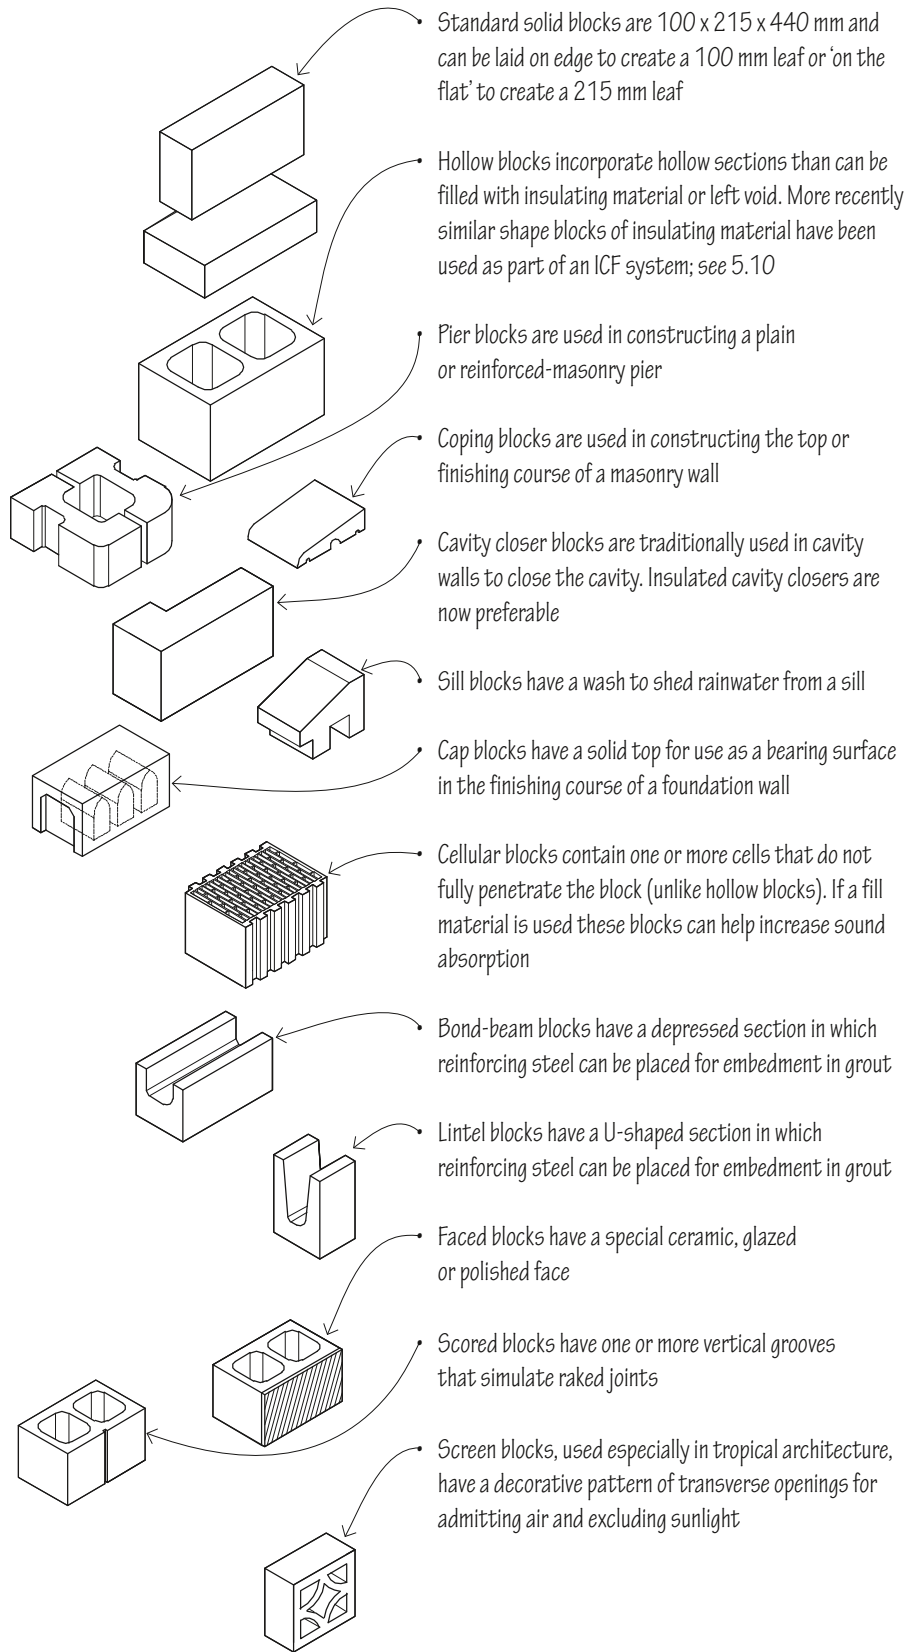 Standard solid blocks are 100 x 215 x 440 mm and
can be laid on edge to create a 100 mm leaf or ‘on the
flat’ to create a 215 mm leaf
Hollow blocks incorporate hollow sections than can be
filled with insulating material or left void. More recently
similar shape blocks of insulating material have been
used as part of an ICF system; see 5.10
Pier blocks are used in constructing a plain
or reinforced-masonry pier
Coping blocks are used in constructing the top or
finishing course of a masonry wall
Cavity closer blocks are traditionally used in cavity
walls to close the cavity. Insulated cavity closers are
now preferable
Sill blocks have a wash to shed rainwater from a sill
Cap blocks have a solid top for use as a bearing surface
in the finishing course of a foundation wall
Cellular blocks contain one or more cells that do not
fully penetrate the block (unlike hollow blocks). If a fill
material is used these blocks can help increase sound
absorption
Bond-beam blocks have a depressed section in which
reinforcing steel can be placed for embedment in grout
Lintel blocks have a U-shaped section in which
reinforcing steel can be placed for embedment in grout
Faced blocks have a special ceramic, glazed
or polished face
Scored blocks have one or more vertical grooves
that simulate raked joints
Screen blocks, used especially in tropical architecture,
have a decorative pattern of transverse openings for
admitting air and excluding sunlight